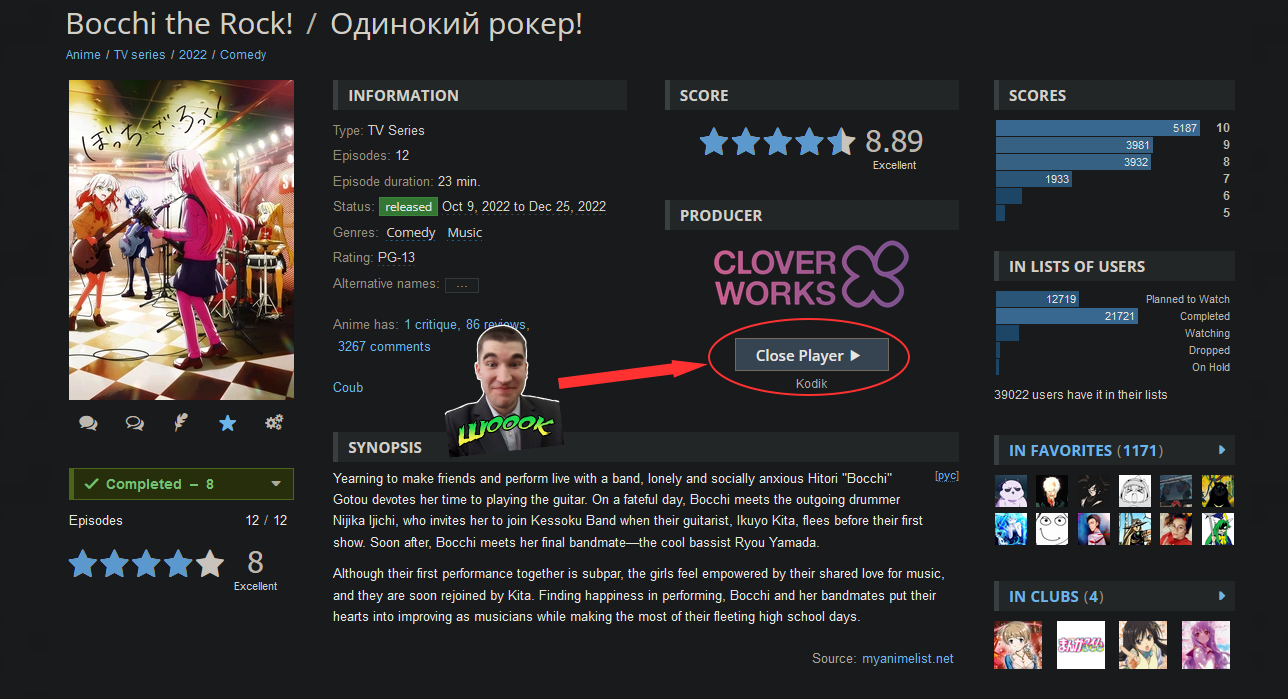 Bocchi the Rock! / Одинокий рокер!
Anime / TV series / 2022 / Comedy
ぼっち・ざ・ろっく!
Completed – 8
Episodes 12 / 12
8
Excellent
INFORMATION
Type: TV Series
Episodes: 12
Episode duration: 23 min.
Status: released Oct 9, 2022 to Dec 25, 2022
Genres: Comedy Music
Rating: PG-13
Alternative names: ...
Anime has: 1 critique, 86 reviews,
3267 comments
Coub
WOOOK
SCORE
8.89
Excellent
PRODUCER
CLOVER
WORKS
Close Player
Kodik
SYNOPSIS
[рус]
Yearning to make friends and perform live with a band, lonely and socially anxious Hitori "Bocchi"
Gotou devotes her time to playing the guitar. On a fateful day, Bocchi meets the outgoing drummer
Nijika Ijichi, who invites her to join Kessoku Band when their guitarist, Ikuyo Kita, flees before their first
show. Soon after, Bocchi meets her final bandmate—the cool bassist Ryou Yamada.
Although their first performance together is subpar, the girls feel empowered by their shared love for music,
and they are soon rejoined by Kita. Finding happiness in performing, Bocchi and her bandmates put their
hearts into improving as musicians while making the most of their fleeting high school days.
Source: myanimelist.net
SCORES
5187 10
3981 9
3932 8
1933 7
6
5
IN LISTS OF USERS
12719 Planned to Watch
21721 Completed
Watching
Dropped
On Hold
39022 users have it in their lists
IN FAVORITES (1171)
IN CLUBS (4)